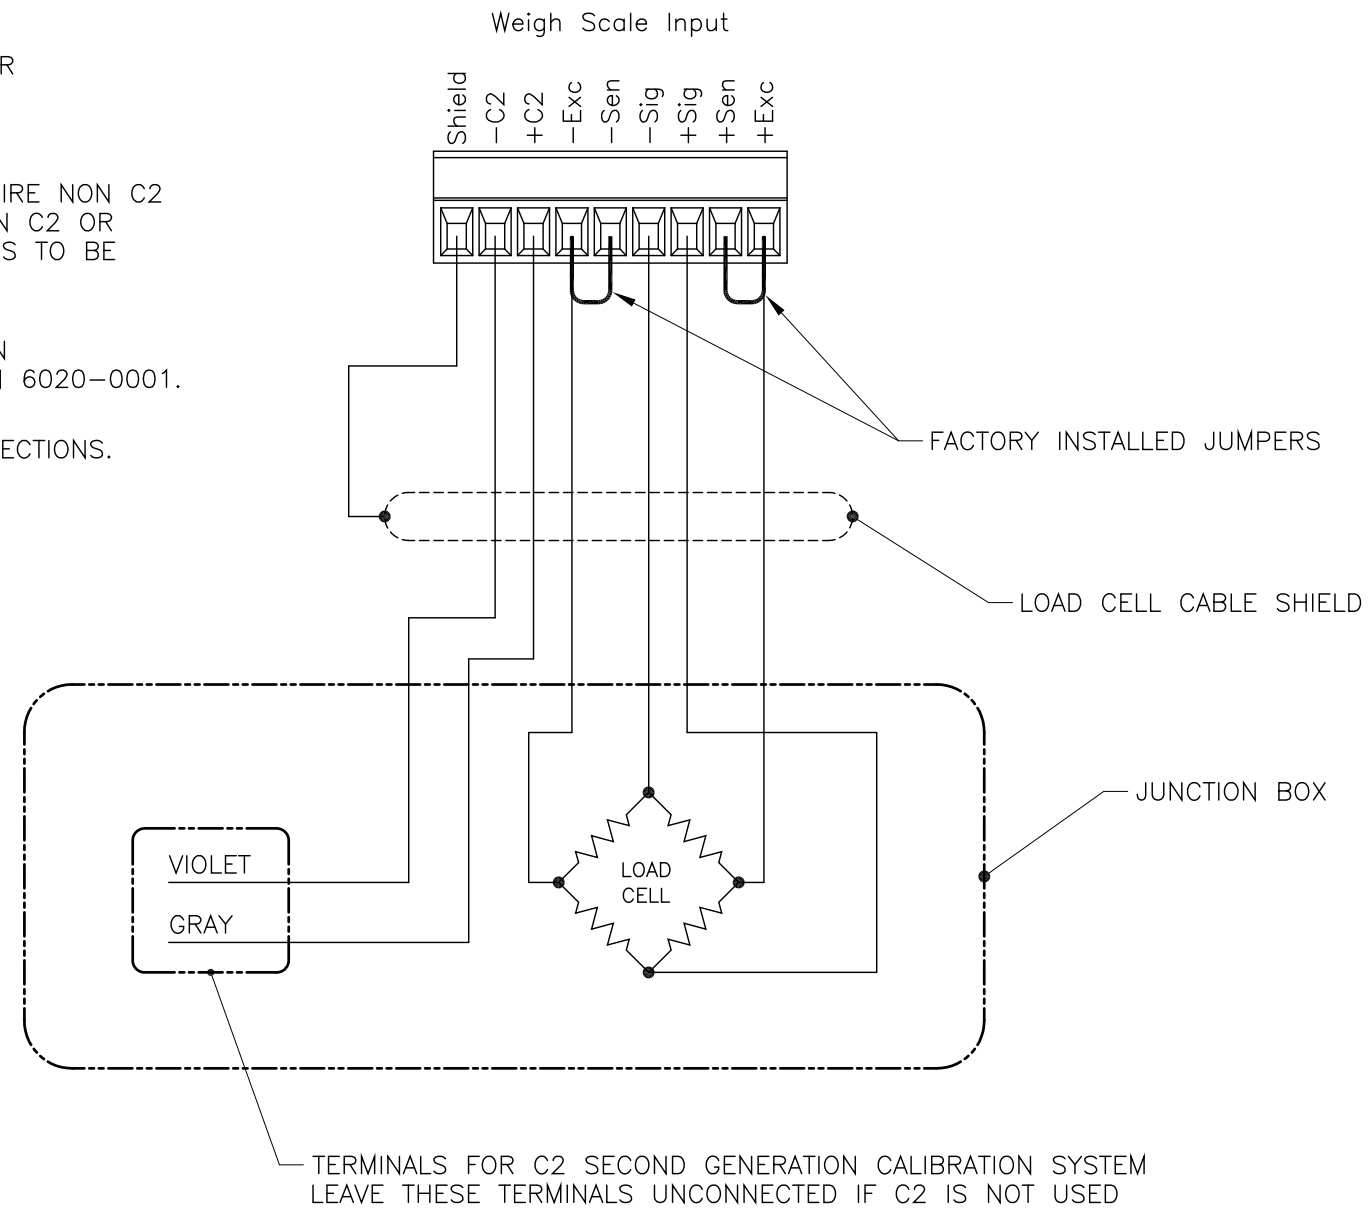 Weigh Scale Input
R
Shield
-C2
+C2
-Exc
-Sen
-Sig
+Sig
+Sen
+Exc
IRE NON C2
N C2 OR
S TO BE
N
6020-0001.
ECTIONS.
FACTORY INSTALLED JUMPERS
LOAD CELL CABLE SHIELD
JUNCTION BOX
VIOLET
GRAY
LOAD
CELL
TERMINALS FOR C2 SECOND GENERATION CALIBRATION SYSTEM
LEAVE THESE TERMINALS UNCONNECTED IF C2 IS NOT USED